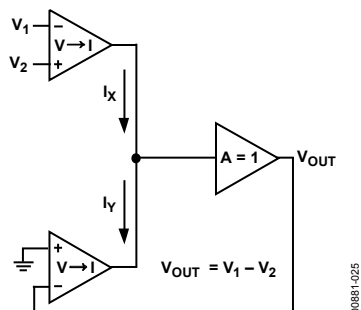 V1
−
V→I
V2
+
IX
A = 1
VOUT
IY
+
V→I
−
VOUT = V1 – V2
00881-025